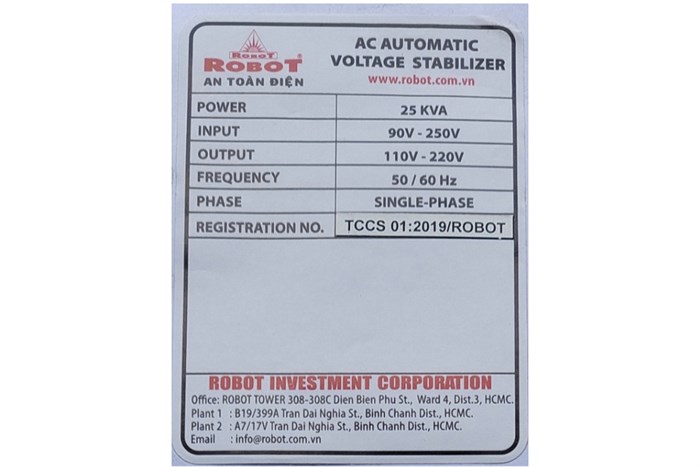 ROBOT
ROBOT®
AN TOÀN ĐIỆN
AC AUTOMATIC
VOLTAGE STABILIZER
www.robot.com.vn
POWER 25 KVA
INPUT 90V - 250V
OUTPUT 110V - 220V
FREQUENCY 50 / 60 Hz
PHASE SINGLE-PHASE
REGISTRATION NO. TCCS 01:2019/ROBOT
ROBOT INVESTMENT CORPORATION
Office: ROBOT TOWER 308-308C Dien Bien Phu St., Ward 4, Dist.3, HCMC.
Plant 1 : B19/399A Tran Dai Nghia St., Binh Chanh Dist., HCMC.
Plant 2 : A7/17V Tran Dai Nghia St., Binh Chanh Dist., HCMC.
Email : info@robot.com.vn